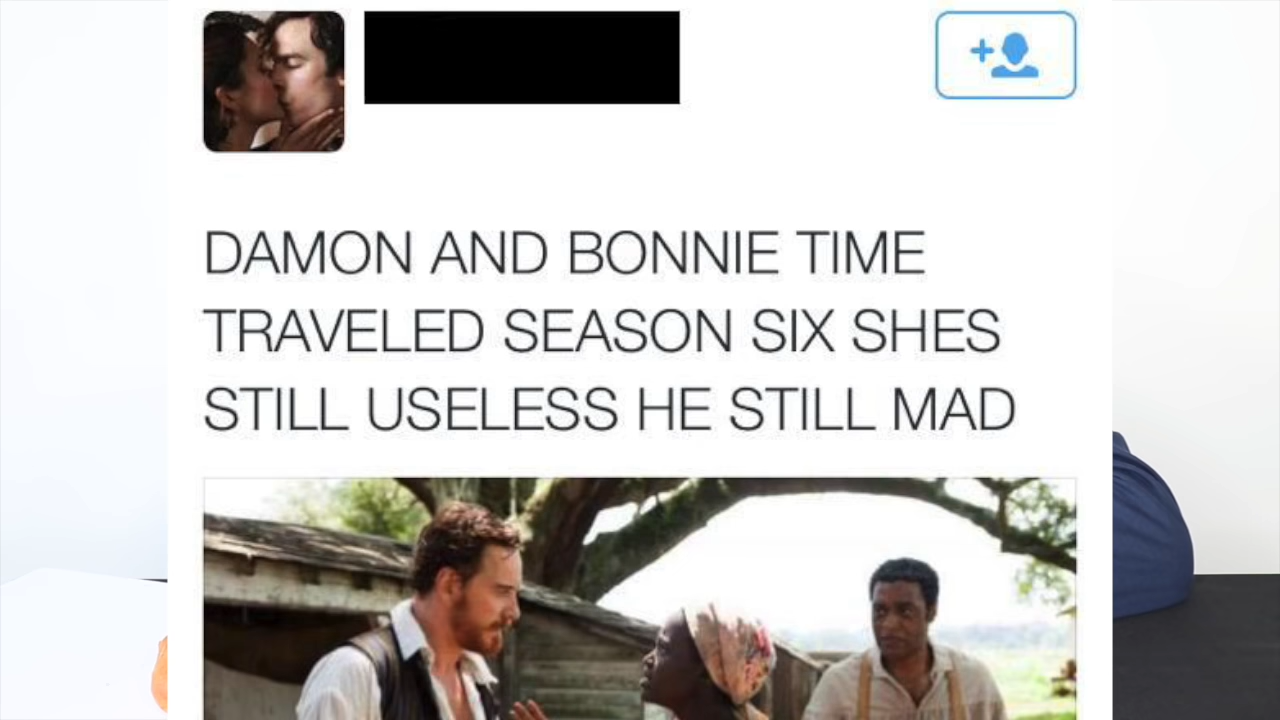 DAMON AND BONNIE TIME
TRAVELED SEASON SIX SHES
STILL USELESS HE STILL MAD